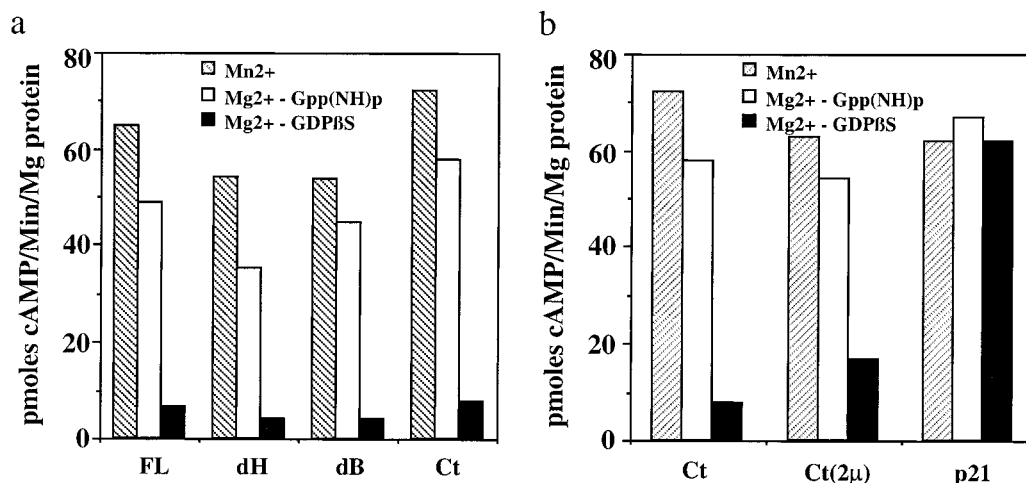 a
pmoles cAMP/Min/Mg protein
80
60
40
20
0
Mn2+
Mg2+ - Gpp(NH)p
Mg2+ - GDPßS
FL dH dB Ct
b
pmoles cAMP/Min/Mg protein
80
60
40
20
0
Mn2+
Mg2+ - Gpp(NH)p
Mg2+ - GDPßS
Ct Ct(2μ) p21